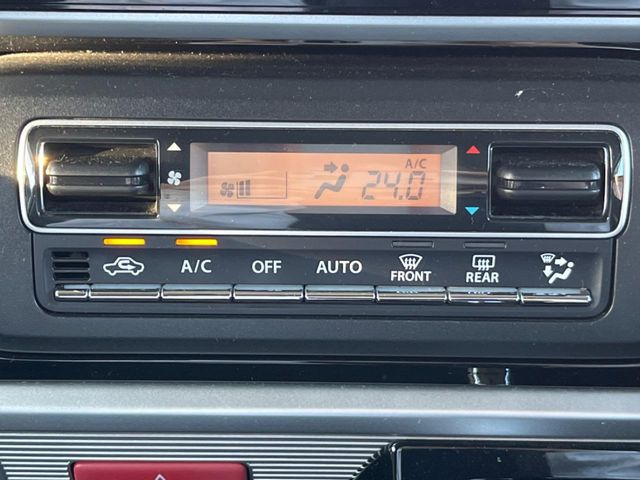 A/C
24.0
A/C OFF AUTO FRONT REAR